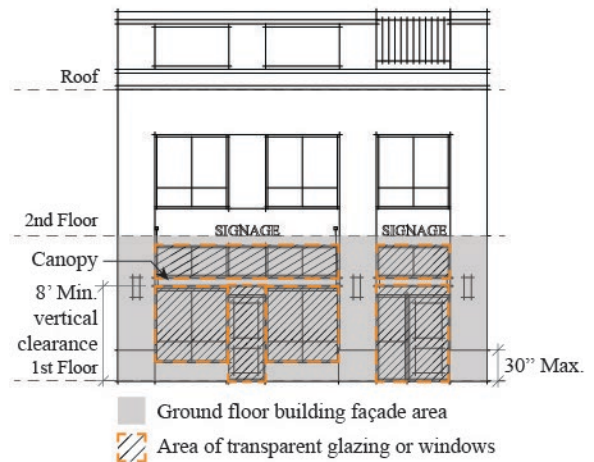 Roof
2nd Floor
SIGNAGE
SIGNAGE
Canopy
8’ Min.
vertical
clearance
1st Floor
30” Max.
Ground floor building façade area
Area of transparent glazing or windows